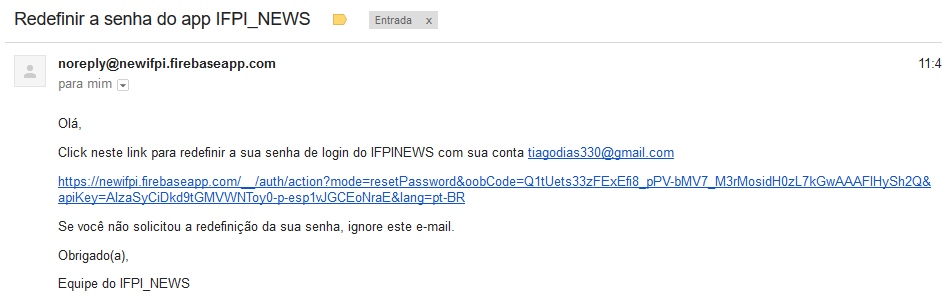 Redefinir a senha do app IFPI_NEWS Entrada x
noreply@newifpi.firebaseapp.com 11:4
para mim
Olá,
Click neste link para redefinir a sua senha de login do IFPINEWS com sua conta tiagodias330@gmail.com
https://newifpi.firebaseapp.com/__/auth/action?mode=resetPassword&oobCode=Q1tUets33zFExEfi8_pPV-bMV7_M3rMosidH0zL7kGwAAAFlHySh2Q&
apiKey=AIzaSyCiDkd9tGMVWNToy0-p-esp1vJGCEoNraE&lang=pt-BR
Se você não solicitou a redefinição da sua senha, ignore este e-mail.
Obrigado(a),
Equipe do IFPI_NEWS